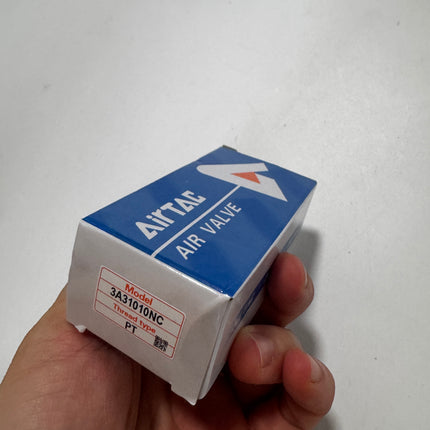 AirTAC
AIR VALVE
Model
3A31010NC
Thread type
PT